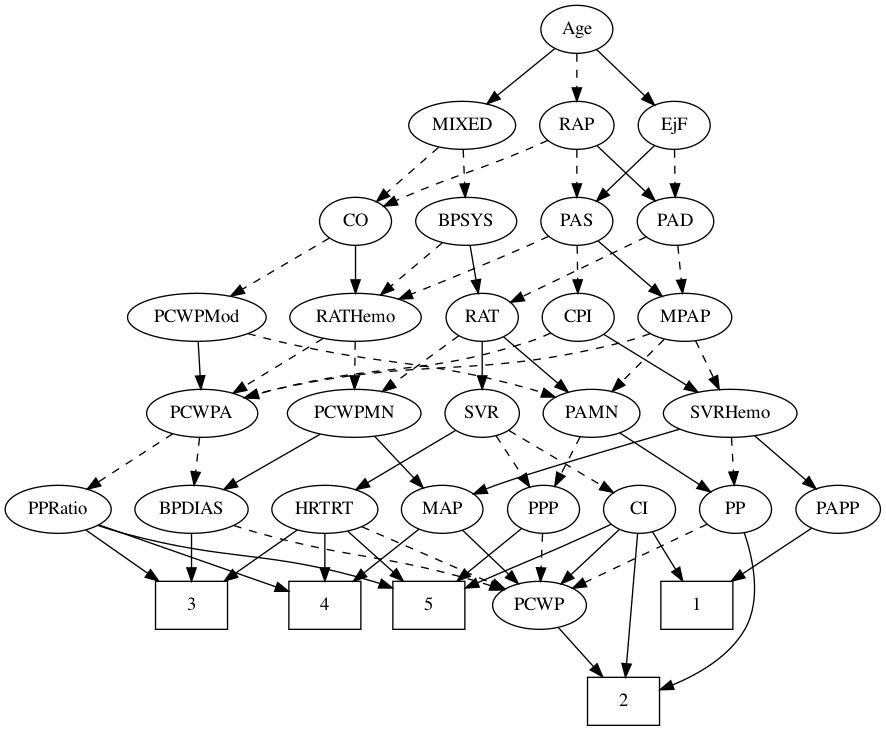 Age
MIXED
RAP
EjF
CO
BPSYS
PAS
PAD
PCWPMod
RATHemo
RAT
CPI
MPAP
PCWPA
PCWPMN
SVR
PAMN
SVRHemo
PPRatio
BPDIAS
HRTRT
MAP
PPP
CI
PP
PAPP
3
4
5
PCWP
1
2